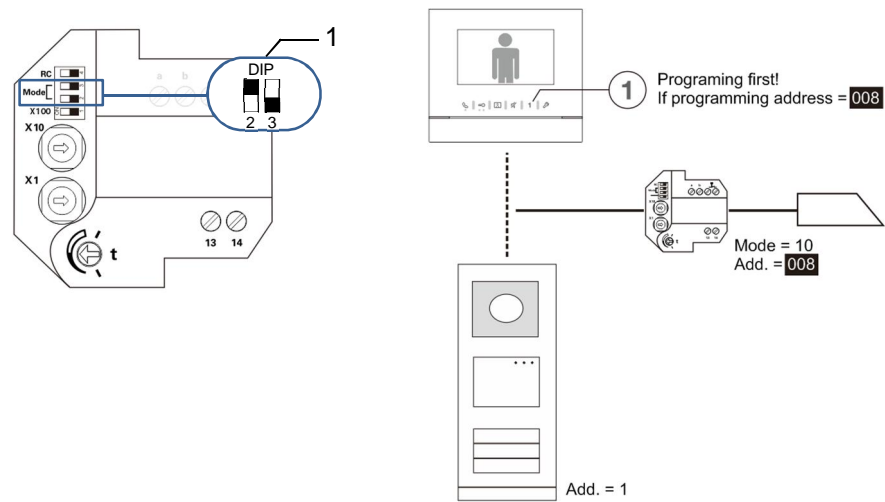 1
DIP
2 3
RC
Mode
X100
X10
X1
a b
13 14
t
1
Programing first!
If programming address = 008
Mode = 10
Add. = 008
Add. = 1